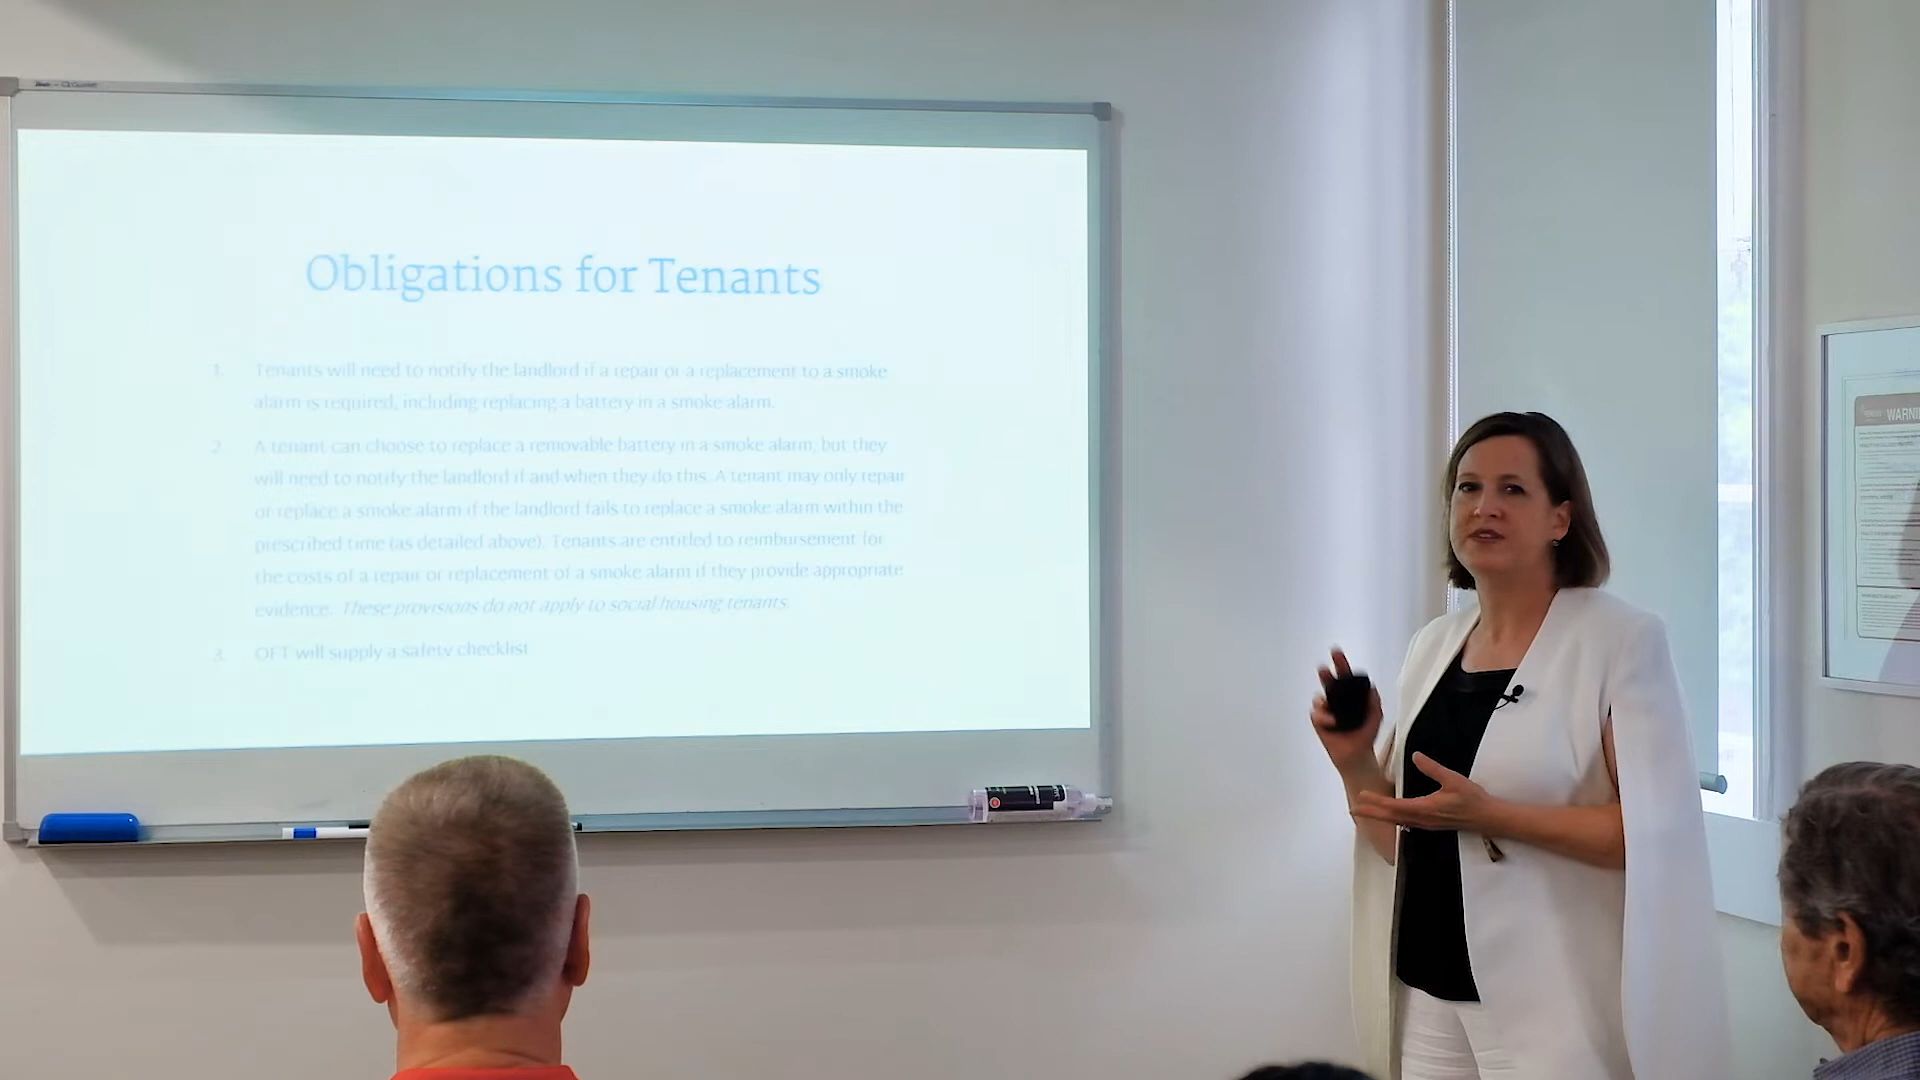 Obligations for Tenants
1. Tenants will need to notify the landlord if a repair or a replacement to a smoke
alarm is required, including replacing a battery in a smoke alarm.
2. A tenant can choose to replace a removable battery in a smoke alarm, but they
will need to notify the landlord if and when they do this. A tenant may only repair
or replace a smoke alarm if the landlord fails to replace a smoke alarm within the
prescribed time (as detailed above). Tenants are entitled to reimbursement for
the costs of a repair or replacement of a smoke alarm if they provide appropriate
evidence. These provisions do not apply to social housing tenants.
3. OFT will supply a safety checklist